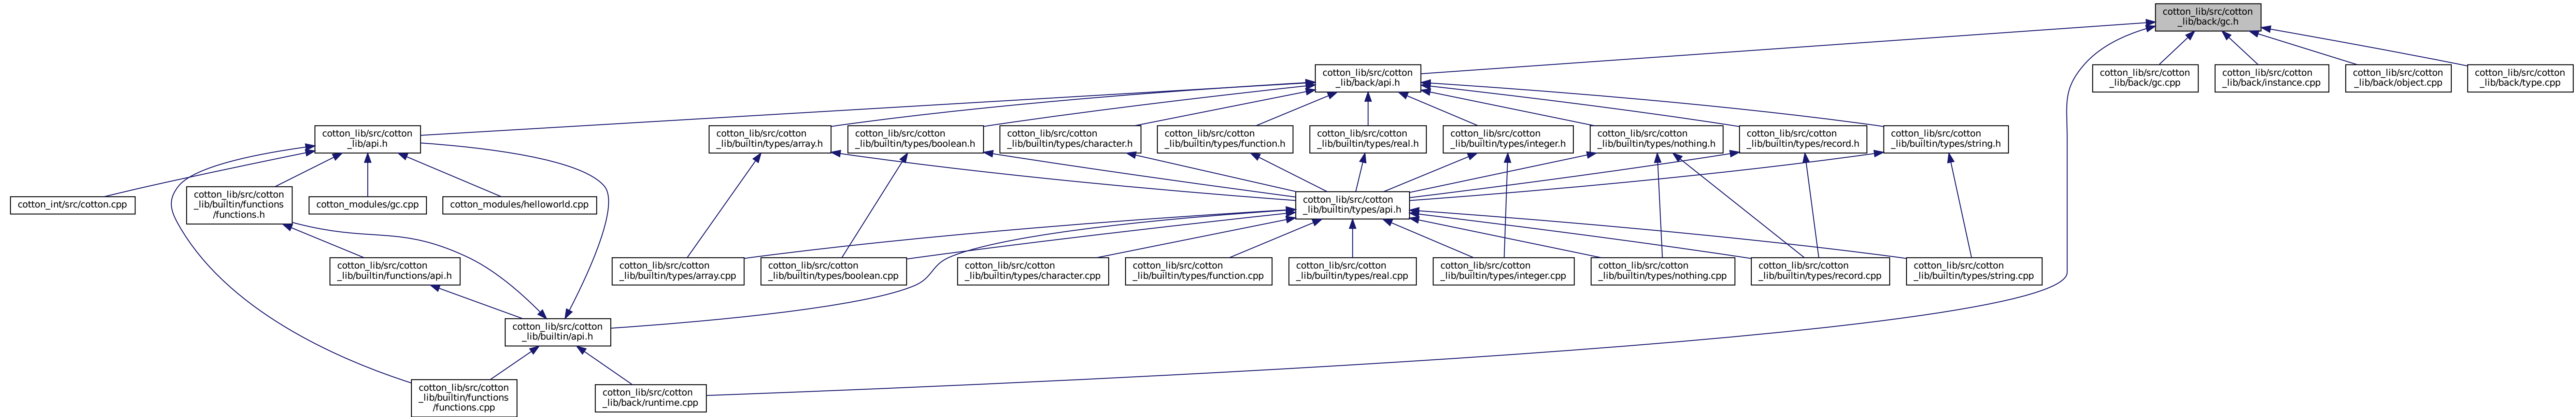 cotton_lib/src/cotton
_lib/back/gc.h
cotton_lib/src/cotton
_lib/back/api.h
cotton_lib/src/cotton
_lib/back/gc.cpp
cotton_lib/src/cotton
_lib/back/instance.cpp
cotton_lib/src/cotton
_lib/back/object.cpp
cotton_lib/src/cotton
_lib/back/type.cpp
cotton_lib/src/cotton
_lib/api.h
cotton_lib/src/cotton
_lib/builtin/types/array.h
cotton_lib/src/cotton
_lib/builtin/types/boolean.h
cotton_lib/src/cotton
_lib/builtin/types/character.h
cotton_lib/src/cotton
_lib/builtin/types/function.h
cotton_lib/src/cotton
_lib/builtin/types/real.h
cotton_lib/src/cotton
_lib/builtin/types/integer.h
cotton_lib/src/cotton
_lib/builtin/types/nothing.h
cotton_lib/src/cotton
_lib/builtin/types/record.h
cotton_lib/src/cotton
_lib/builtin/types/string.h
cotton_int/src/cotton.cpp
cotton_lib/src/cotton
_lib/builtin/functions
/functions.h
cotton_modules/gc.cpp
cotton_modules/helloworld.cpp
cotton_lib/src/cotton
_lib/builtin/types/api.h
cotton_lib/src/cotton
_lib/builtin/functions/api.h
cotton_lib/src/cotton
_lib/builtin/types/array.cpp
cotton_lib/src/cotton
_lib/builtin/types/boolean.cpp
cotton_lib/src/cotton
_lib/builtin/types/character.cpp
cotton_lib/src/cotton
_lib/builtin/types/function.cpp
cotton_lib/src/cotton
_lib/builtin/types/real.cpp
cotton_lib/src/cotton
_lib/builtin/types/integer.cpp
cotton_lib/src/cotton
_lib/builtin/types/nothing.cpp
cotton_lib/src/cotton
_lib/builtin/types/record.cpp
cotton_lib/src/cotton
_lib/builtin/types/string.cpp
cotton_lib/src/cotton
_lib/builtin/api.h
cotton_lib/src/cotton
_lib/builtin/functions
/functions.cpp
cotton_lib/src/cotton
_lib/back/runtime.cpp